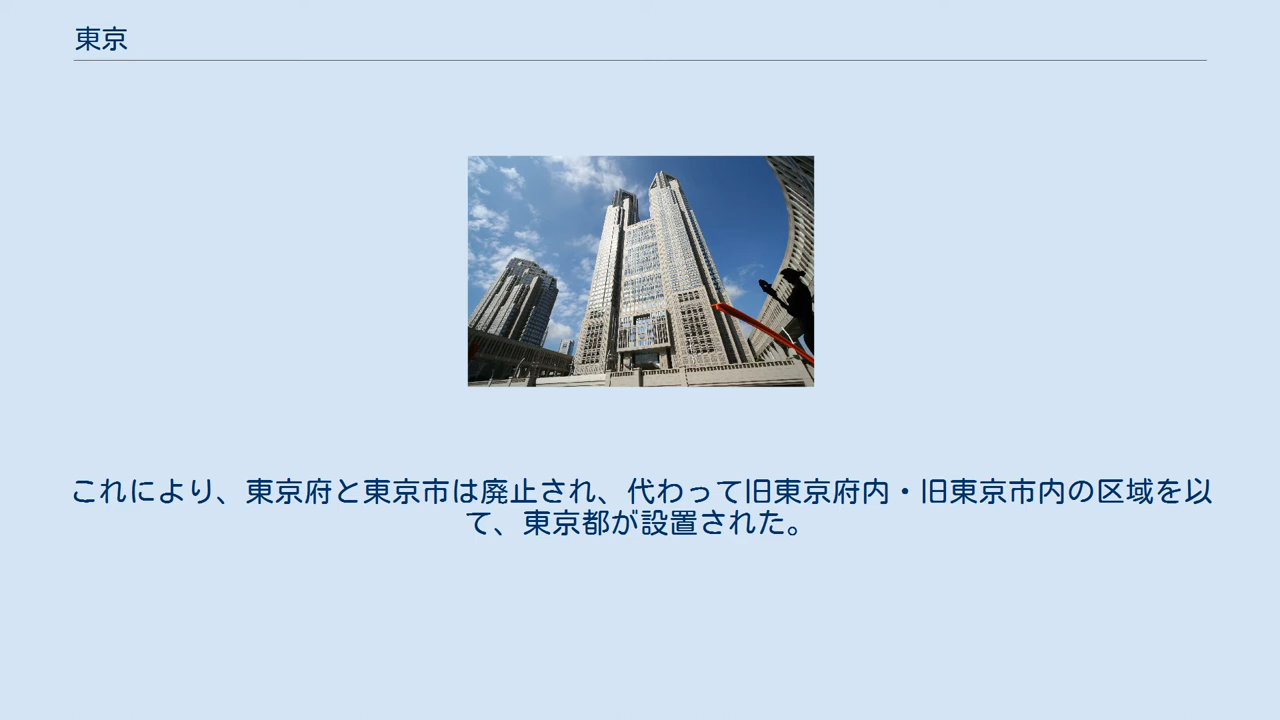 東京
これにより、東京府と東京市は廃止され、代わって旧東京府内・旧東京市内の区域を以
て、東京都が設置された。